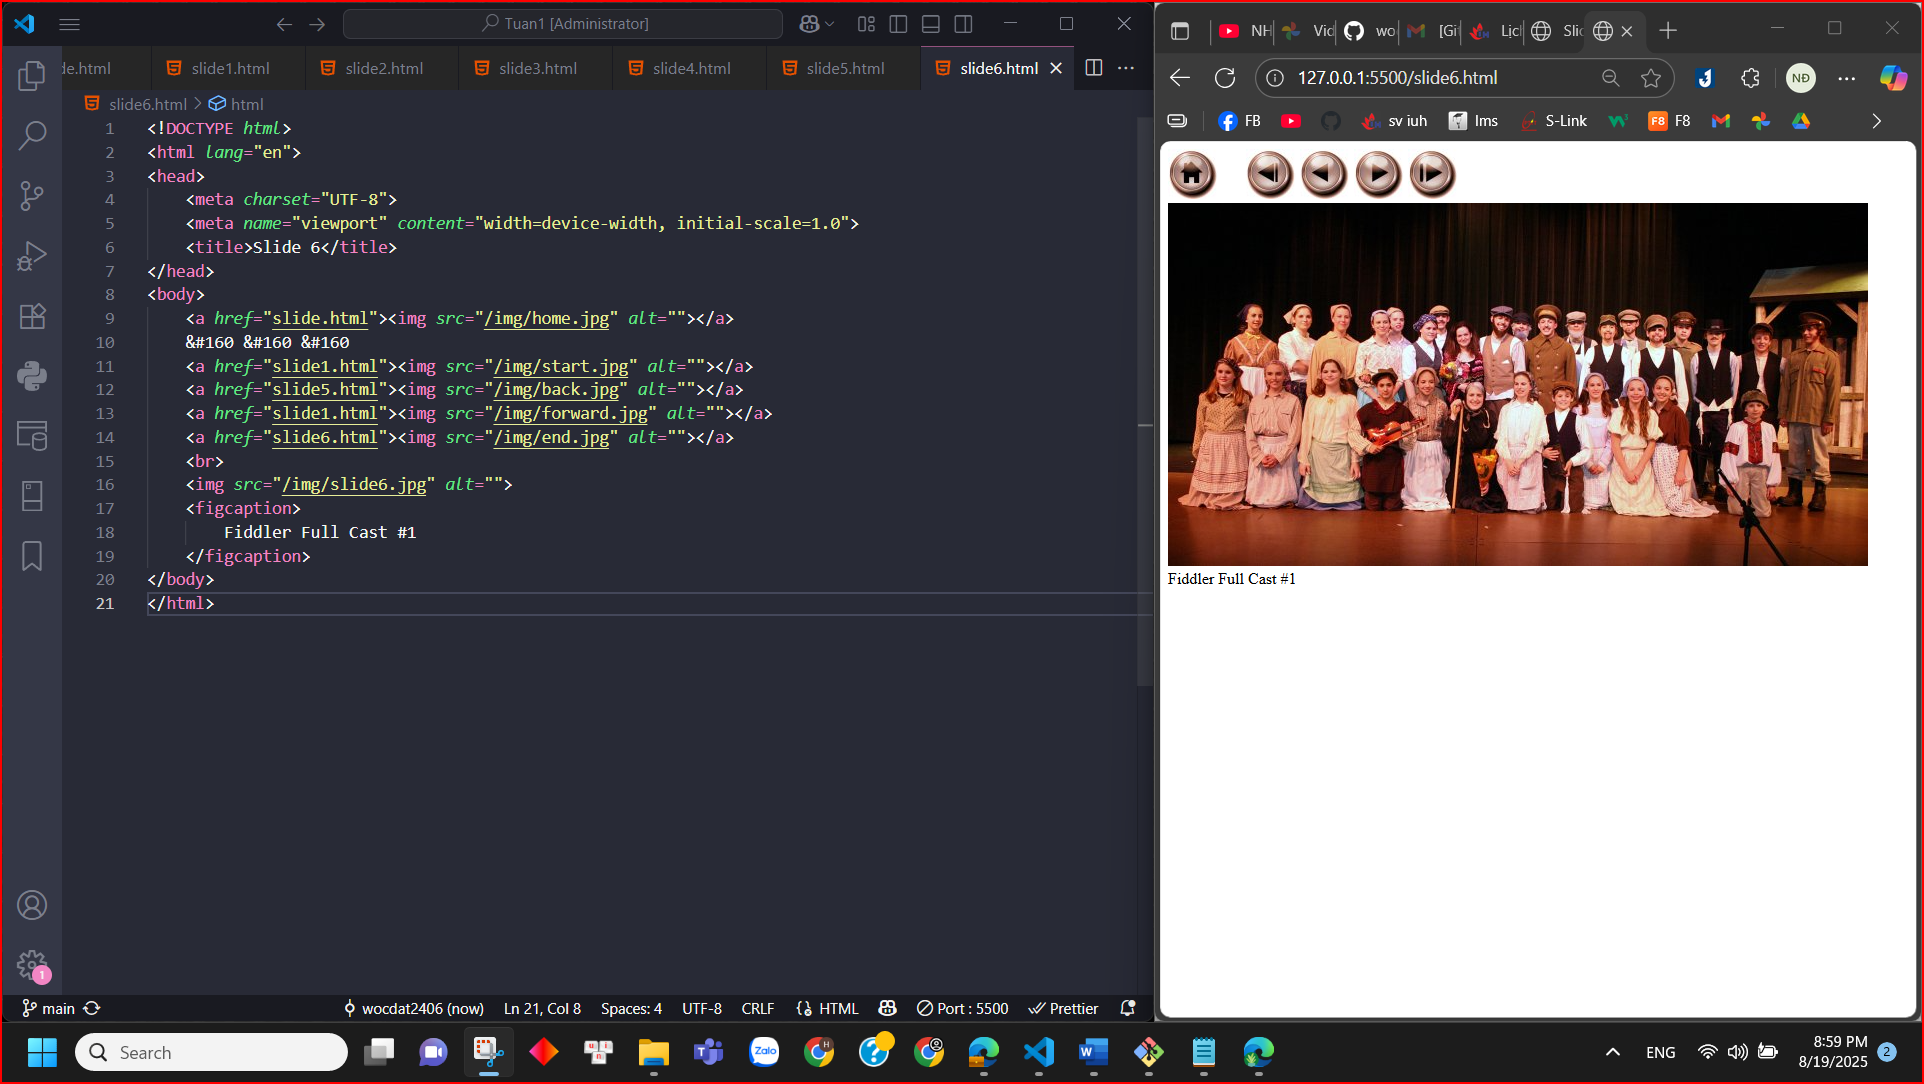 Tuan1 [Administrator]
de.html
slide1.html
slide2.html
slide3.html
slide4.html
slide5.html
slide6.html
slide6.html > html
1 <!DOCTYPE html>
2 <html lang="en">
3 <head>
4 <meta charset="UTF-8">
5 <meta name="viewport" content="width=device-width, initial-scale=1.0">
6 <title>Slide 6</title>
7 </head>
8 <body>
9 <a href="slide.html"><img src="/img/home.jpg" alt=""></a>
10 &#160 &#160 &#160
11 <a href="slide1.html"><img src="/img/start.jpg" alt=""></a>
12 <a href="slide5.html"><img src="/img/back.jpg" alt=""></a>
13 <a href="slide1.html"><img src="/img/forward.jpg" alt=""></a>
14 <a href="slide6.html"><img src="/img/end.jpg" alt=""></a>
15 <br>
16 <img src="/img/slide6.jpg" alt="">
17 <figcaption>
18 Fiddler Full Cast #1
19 </figcaption>
20 </body>
21 </html>
1
main
wocdat2406 (now)
Ln 21, Col 8
Spaces: 4
UTF-8
CRLF
HTML
Port : 5500
Prettier
NH
Vid
wo
[Gi
Lịc
Slic
127.0.0.1:5500/slide6.html
NĐ
FB
sv iuh
lms
S-Link
F8 F8
Fiddler Full Cast #1
Search
Zalo
H
ENG
8:59 PM
8/19/2025
2